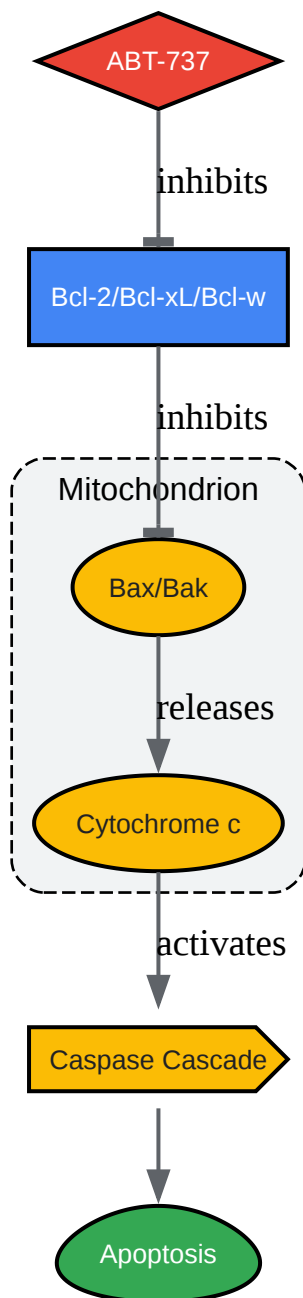 ABT-737
inhibits
Bcl-2/Bcl-xL/Bcl-w
inhibits
Mitochondrion
Bax/Bak
releases
Cytochrome c
activates
Caspase Cascade
Apoptosis